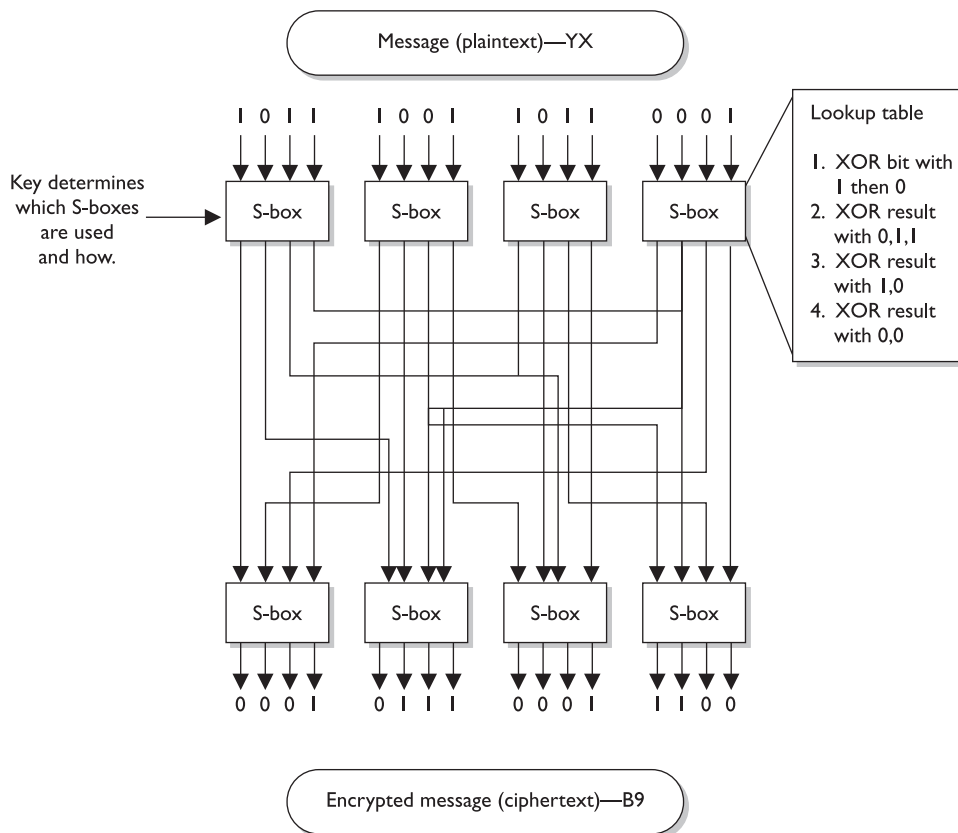 Message (plaintext)—YX
1 0 1 1 1 0 0 1 1 0 1 1 0 0 0 1
Key determines
which S-boxes
are used
and how.
S-box S-box S-box S-box
Lookup table
1. XOR bit with
1 then 0
2. XOR result
with 0,1,1
3. XOR result
with 1,0
4. XOR result
with 0,0
S-box S-box S-box S-box
0 0 0 1 0 1 1 1 0 0 0 1 1 1 0 0
Encrypted message (ciphertext)—B9